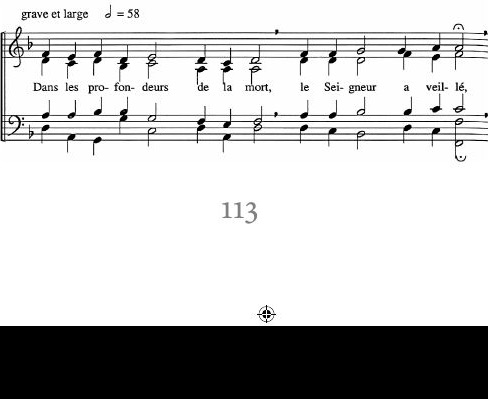 grave et large 𝅗𝅥 = 58
Dans les pro- fon- deurs de la mort, le Sei- gneur a veil- lé,
113